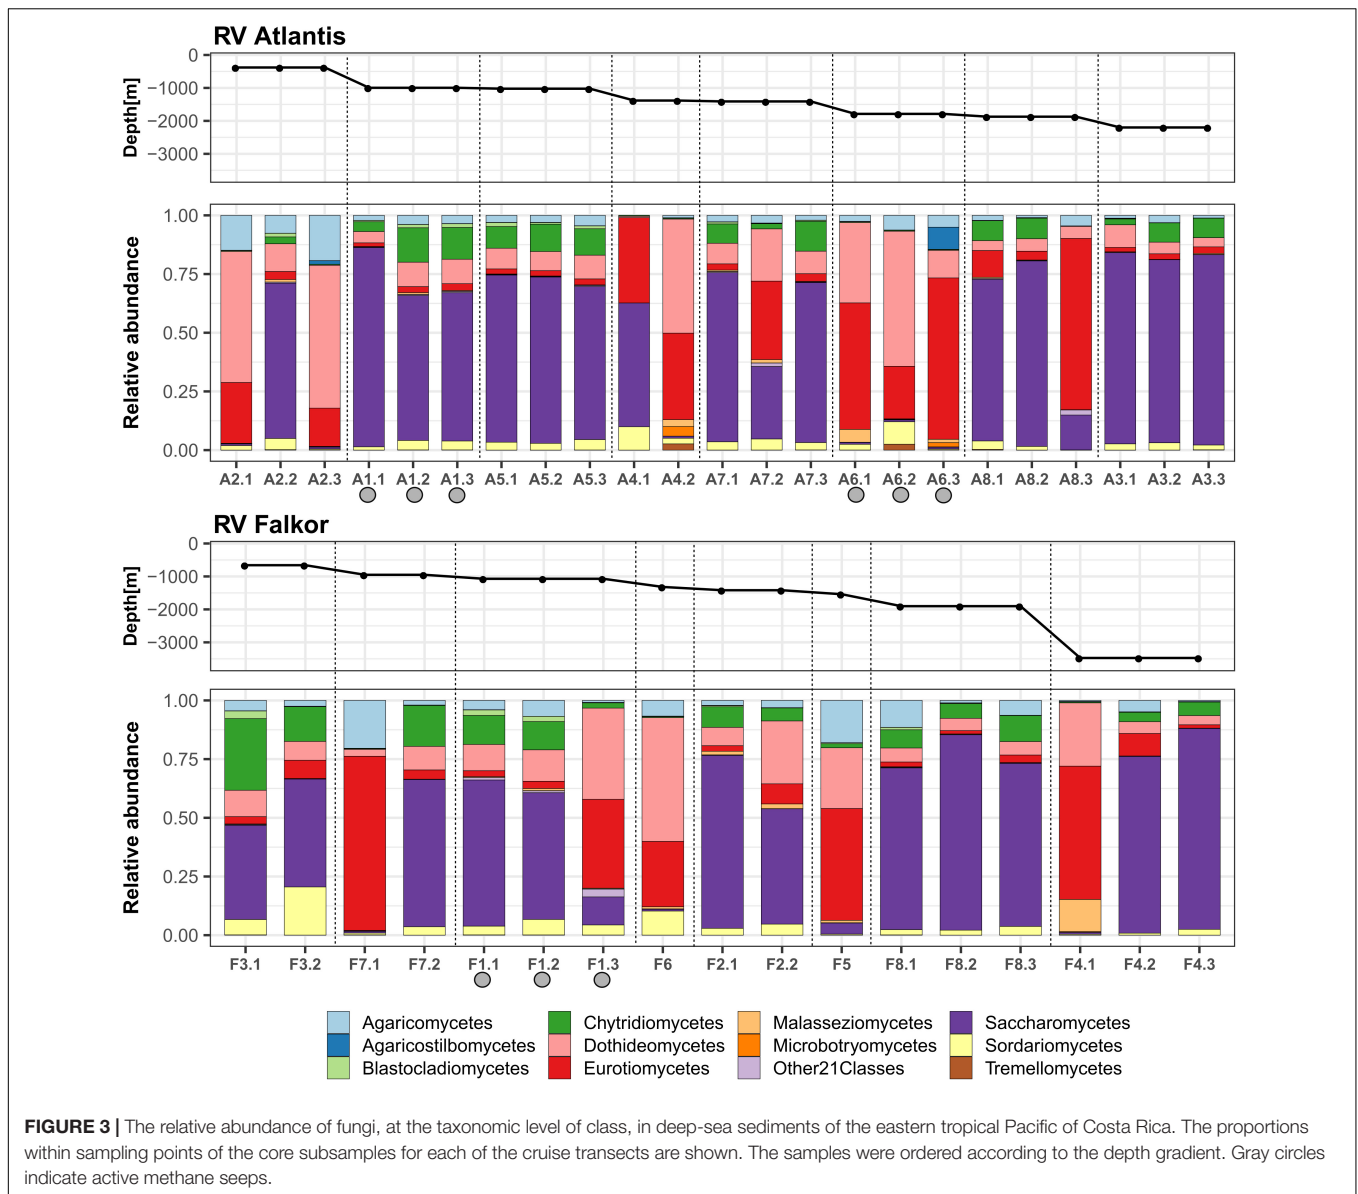 RV Atlantis
Depth[m]
0
−1000
−2000
−3000
Relative abundance
1.00
0.75
0.50
0.25
0.00
A2.1 A2.2 A2.3 A1.1 A1.2 A1.3 A5.1 A5.2 A5.3 A4.1 A4.2 A7.1 A7.2 A7.3 A6.1 A6.2 A6.3 A8.1 A8.2 A8.3 A3.1 A3.2 A3.3
RV Falkor
Depth[m]
0
−1000
−2000
−3000
Relative abundance
1.00
0.75
0.50
0.25
0.00
F3.1 F3.2 F7.1 F7.2 F1.1 F1.2 F1.3 F6 F2.1 F2.2 F5 F8.1 F8.2 F8.3 F4.1 F4.2 F4.3
Agaricomycetes Chytridiomycetes Malasseziomycetes Saccharomycetes
Agaricostilbomycetes Dothideomycetes Microbotryomycetes Sordariomycetes
Blastocladiomycetes Eurotiomycetes Other21Classes Tremellomycetes
FIGURE 3 | The relative abundance of fungi, at the taxonomic level of class, in deep-sea sediments of the eastern tropical Pacific of Costa Rica. The proportions
within sampling points of the core subsamples for each of the cruise transects are shown. The samples were ordered according to the depth gradient. Gray circles
indicate active methane seeps.